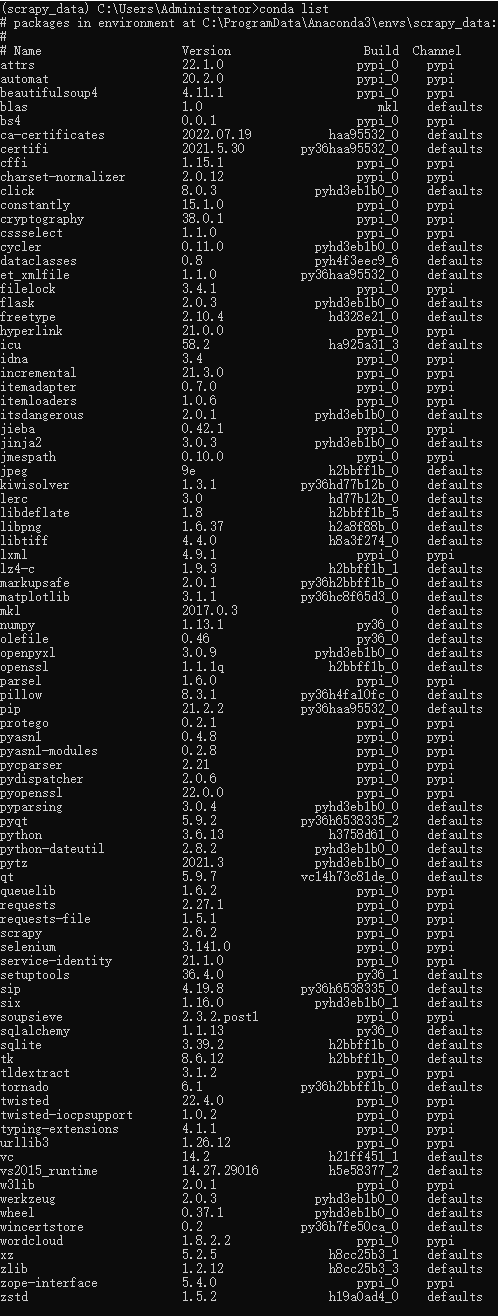 (scrapy_data) C:\Users\Administrator>conda list
# packages in environment at C:\ProgramData\Anaconda3\envs\scrapy_data:
#
# Name Version Build Channel
attrs 22.1.0 pypi_0 pypi
automat 20.2.0 pypi_0 pypi
beautifulsoup4 4.11.1 pypi_0 pypi
blas 1.0 mkl defaults
bs4 0.0.1 pypi_0 pypi
ca-certificates 2022.07.19 haa95532_0 defaults
certifi 2021.5.30 py36haa95532_0 defaults
cffi 1.15.1 pypi_0 pypi
charset-normalizer 2.0.12 pypi_0 pypi
click 8.0.3 pyhd3eb1b0_0 defaults
constantly 15.1.0 pypi_0 pypi
cryptography 38.0.1 pypi_0 pypi
cssselect 1.1.0 pypi_0 pypi
cycler 0.11.0 pyhd3eb1b0_0 defaults
dataclasses 0.8 pyh4f3eec9_6 defaults
et_xmlfile 1.1.0 py36haa95532_0 defaults
filelock 3.4.1 pypi_0 pypi
flask 2.0.3 pyhd3eb1b0_0 defaults
freetype 2.10.4 hd328e21_0 defaults
hyperlink 21.0.0 pypi_0 pypi
icu 58.2 ha925a31_3 defaults
idna 3.4 pypi_0 pypi
incremental 21.3.0 pypi_0 pypi
itemadapter 0.7.0 pypi_0 pypi
itemloaders 1.0.6 pypi_0 pypi
itsdangerous 2.0.1 pyhd3eb1b0_0 defaults
jieba 0.42.1 pypi_0 pypi
jinja2 3.0.3 pyhd3eb1b0_0 defaults
jmespath 0.10.0 pypi_0 pypi
jpeg 9e h2bbff1b_0 defaults
kiwisolver 1.3.1 py36hd77b12b_0 defaults
lerc 3.0 hd77b12b_0 defaults
libdeflate 1.8 h2bbff1b_5 defaults
libpng 1.6.37 h2a8f88b_0 defaults
libtiff 4.4.0 h8a3f274_0 defaults
lxml 4.9.1 pypi_0 pypi
lz4-c 1.9.3 h2bbff1b_1 defaults
markupsafe 2.0.1 py36h2bbff1b_0 defaults
matplotlib 3.1.1 py36hc8f65d3_0 defaults
mkl 2017.0.3 0 defaults
numpy 1.13.1 py36_0 defaults
olefile 0.46 py36_0 defaults
openpyxl 3.0.9 pyhd3eb1b0_0 defaults
openssl 1.1.1q h2bbff1b_0 defaults
parsel 1.6.0 pypi_0 pypi
pillow 8.3.1 py36h4fa10fc_0 defaults
pip 21.2.2 py36haa95532_0 defaults
protego 0.2.1 pypi_0 pypi
pyasn1 0.4.8 pypi_0 pypi
pyasn1-modules 0.2.8 pypi_0 pypi
pycparser 2.21 pypi_0 pypi
pydispatcher 2.0.6 pypi_0 pypi
pyopenssl 22.0.0 pypi_0 pypi
pyparsing 3.0.4 pyhd3eb1b0_0 defaults
pyqt 5.9.2 py36h6538335_2 defaults
python 3.6.13 h3758d61_0 defaults
python-dateutil 2.8.2 pyhd3eb1b0_0 defaults
pytz 2021.3 pyhd3eb1b0_0 defaults
qt 5.9.7 vc14h73c81de_0 defaults
queuelib 1.6.2 pypi_0 pypi
requests 2.27.1 pypi_0 pypi
requests-file 1.5.1 pypi_0 pypi
scrapy 2.6.2 pypi_0 pypi
selenium 3.141.0 pypi_0 pypi
service-identity 21.1.0 pypi_0 pypi
setuptools 36.4.0 py36_1 defaults
sip 4.19.8 py36h6538335_0 defaults
six 1.16.0 pyhd3eb1b0_1 defaults
soupsieve 2.3.2.post1 pypi_0 pypi
sqlalchemy 1.1.13 py36_0 defaults
sqlite 3.39.2 h2bbff1b_0 defaults
tk 8.6.12 h2bbff1b_0 defaults
tldextract 3.1.2 pypi_0 pypi
tornado 6.1 py36h2bbff1b_0 defaults
twisted 22.4.0 pypi_0 pypi
twisted-iocpsupport 1.0.2 pypi_0 pypi
typing-extensions 4.1.1 pypi_0 pypi
urllib3 1.26.12 pypi_0 pypi
vc 14.2 h21ff451_1 defaults
vs2015_runtime 14.27.29016 h5e58377_2 defaults
w3lib 2.0.1 pypi_0 pypi
werkzeug 2.0.3 pyhd3eb1b0_0 defaults
wheel 0.37.1 pyhd3eb1b0_0 defaults
wincertstore 0.2 py36h7fe50ca_0 defaults
wordcloud 1.8.2.2 pypi_0 pypi
xz 5.2.5 h8cc25b3_1 defaults
zlib 1.2.12 h8cc25b3_3 defaults
zope-interface 5.4.0 pypi_0 pypi
zstd 1.5.2 h19a0ad4_0 defaults